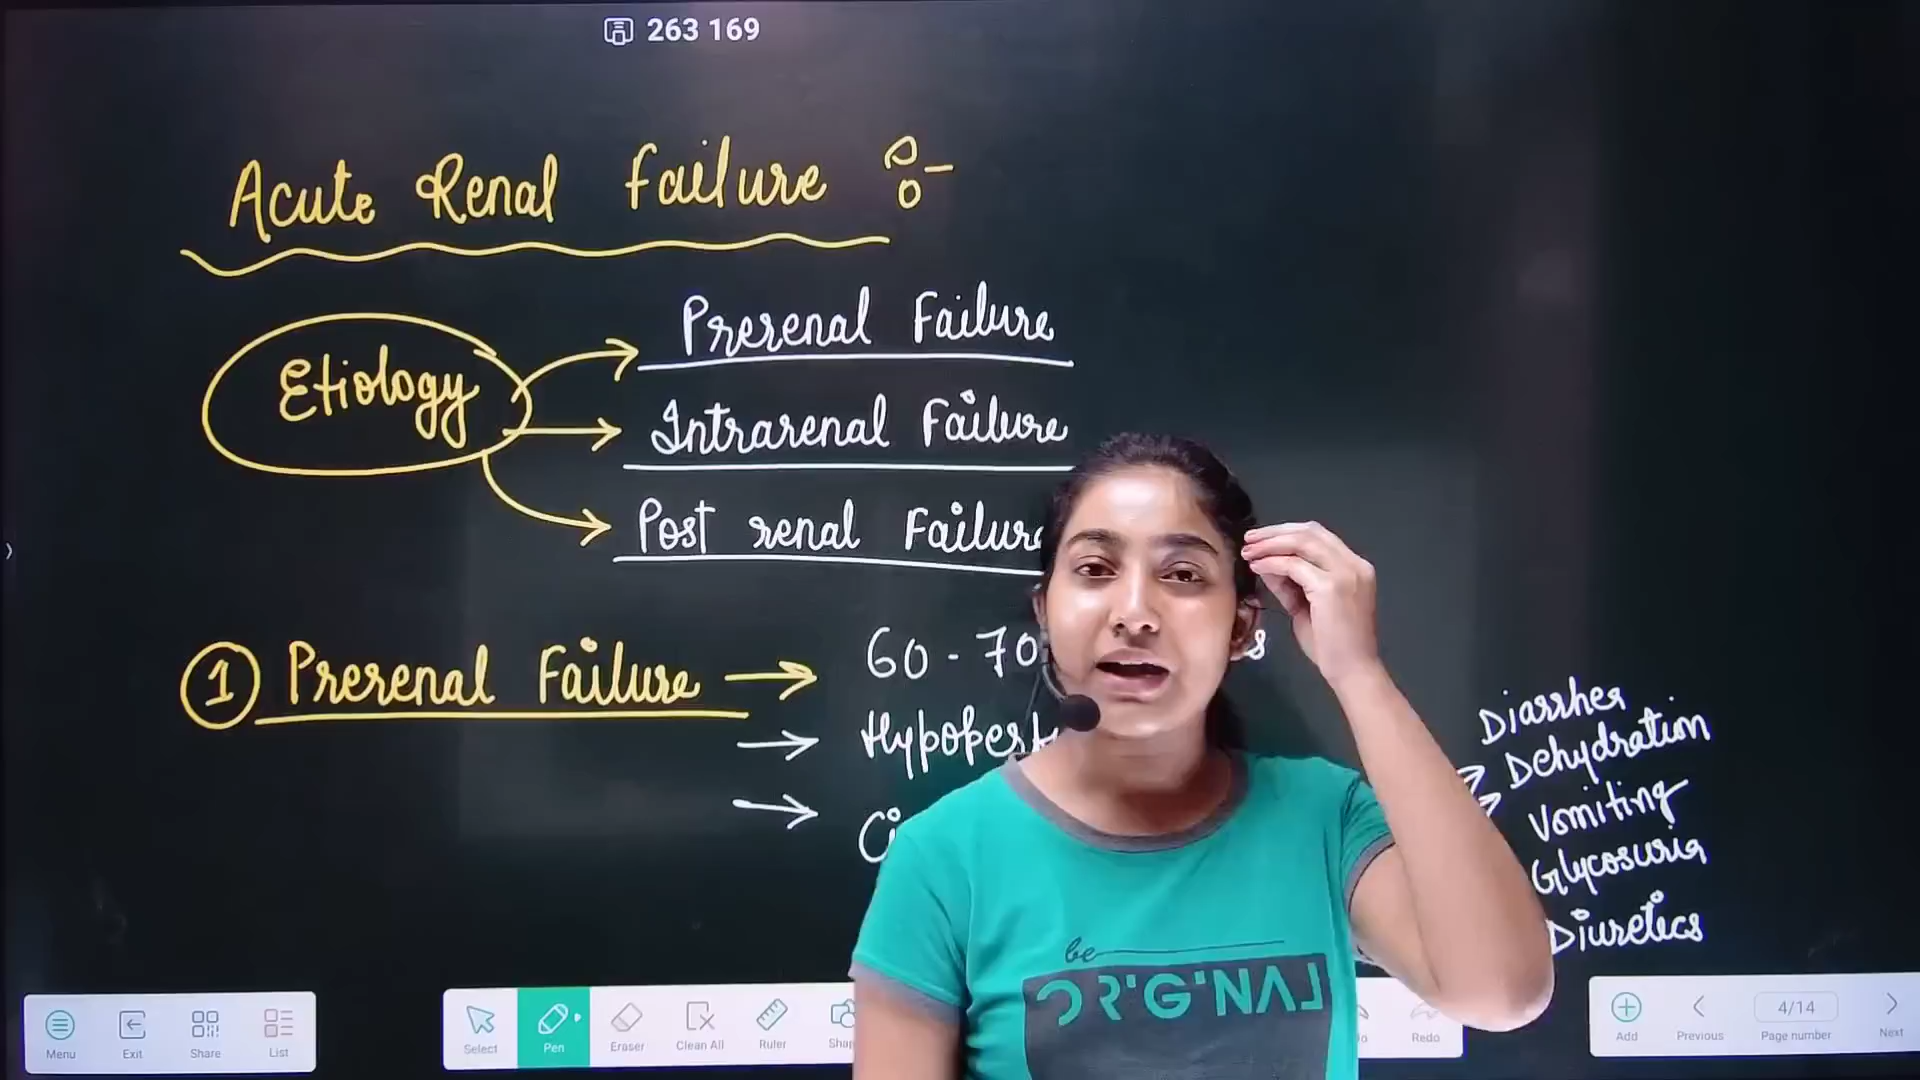 263 169
Acute Renal Failure :-
Etiology
Prerenal Failure
Intrarenal Failure
Post renal Failure
① Prerenal Failure → 60-70
→
→
Diarrhea
Dehydration
Vomiting
Glycosuria
Diuretics
be
ORIGINAL
Menu
Exit
Share
List
Select
Pen
Eraser
Clean All
Ruler
Redo
Add
Previous
4/14
Page number
Next